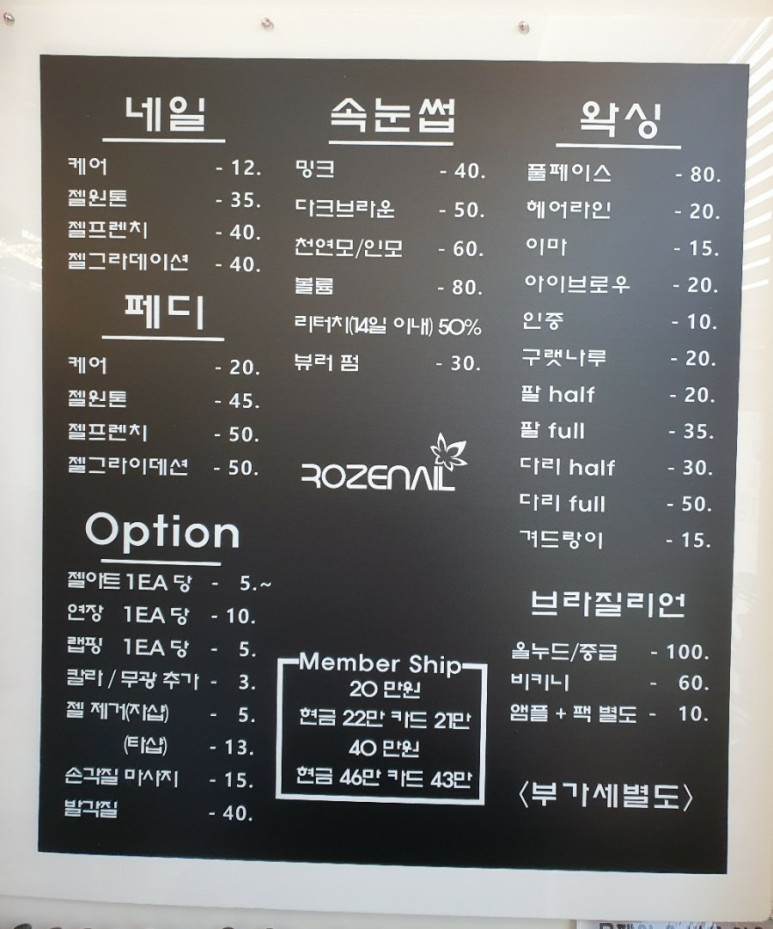 네일
케어 - 12.
젤원톤 - 35.
젤프렌치 - 40.
젤그라데이션 - 40.
페디
케어 - 20.
젤원톤 - 45.
젤프렌치 - 50.
젤그라이데션 - 50.
Option
젤아트 1EA 당 - 5.~
연장 1EA 당 - 10.
랩핑 1EA 당 - 5.
칼라 / 무광 추가 - 3.
젤 제거(자샵) - 5.
(타샵) - 13.
손각질 마사지 - 15.
발각질 - 40.
속눈썹
밍크 - 40.
다크브라운 - 50.
천연모/인모 - 60.
볼륨 - 80.
리터치(14일 이내) 50%
뷰러 펌 - 30.
ROZENAIL
Member Ship
20 만원
현금 22만 카드 21만
40 만원
현금 46만 카드 43만
왁싱
풀페이스 - 80.
헤어라인 - 20.
이마 - 15.
아이브로우 - 20.
인중 - 10.
구랫나루 - 20.
팔 half - 20.
팔 full - 35.
다리 half - 30.
다리 full - 50.
겨드랑이 - 15.
브라질리언
올누드/중급 - 100.
비키니 - 60.
앰플 + 팩 별도 - 10.
〈부가세별도〉